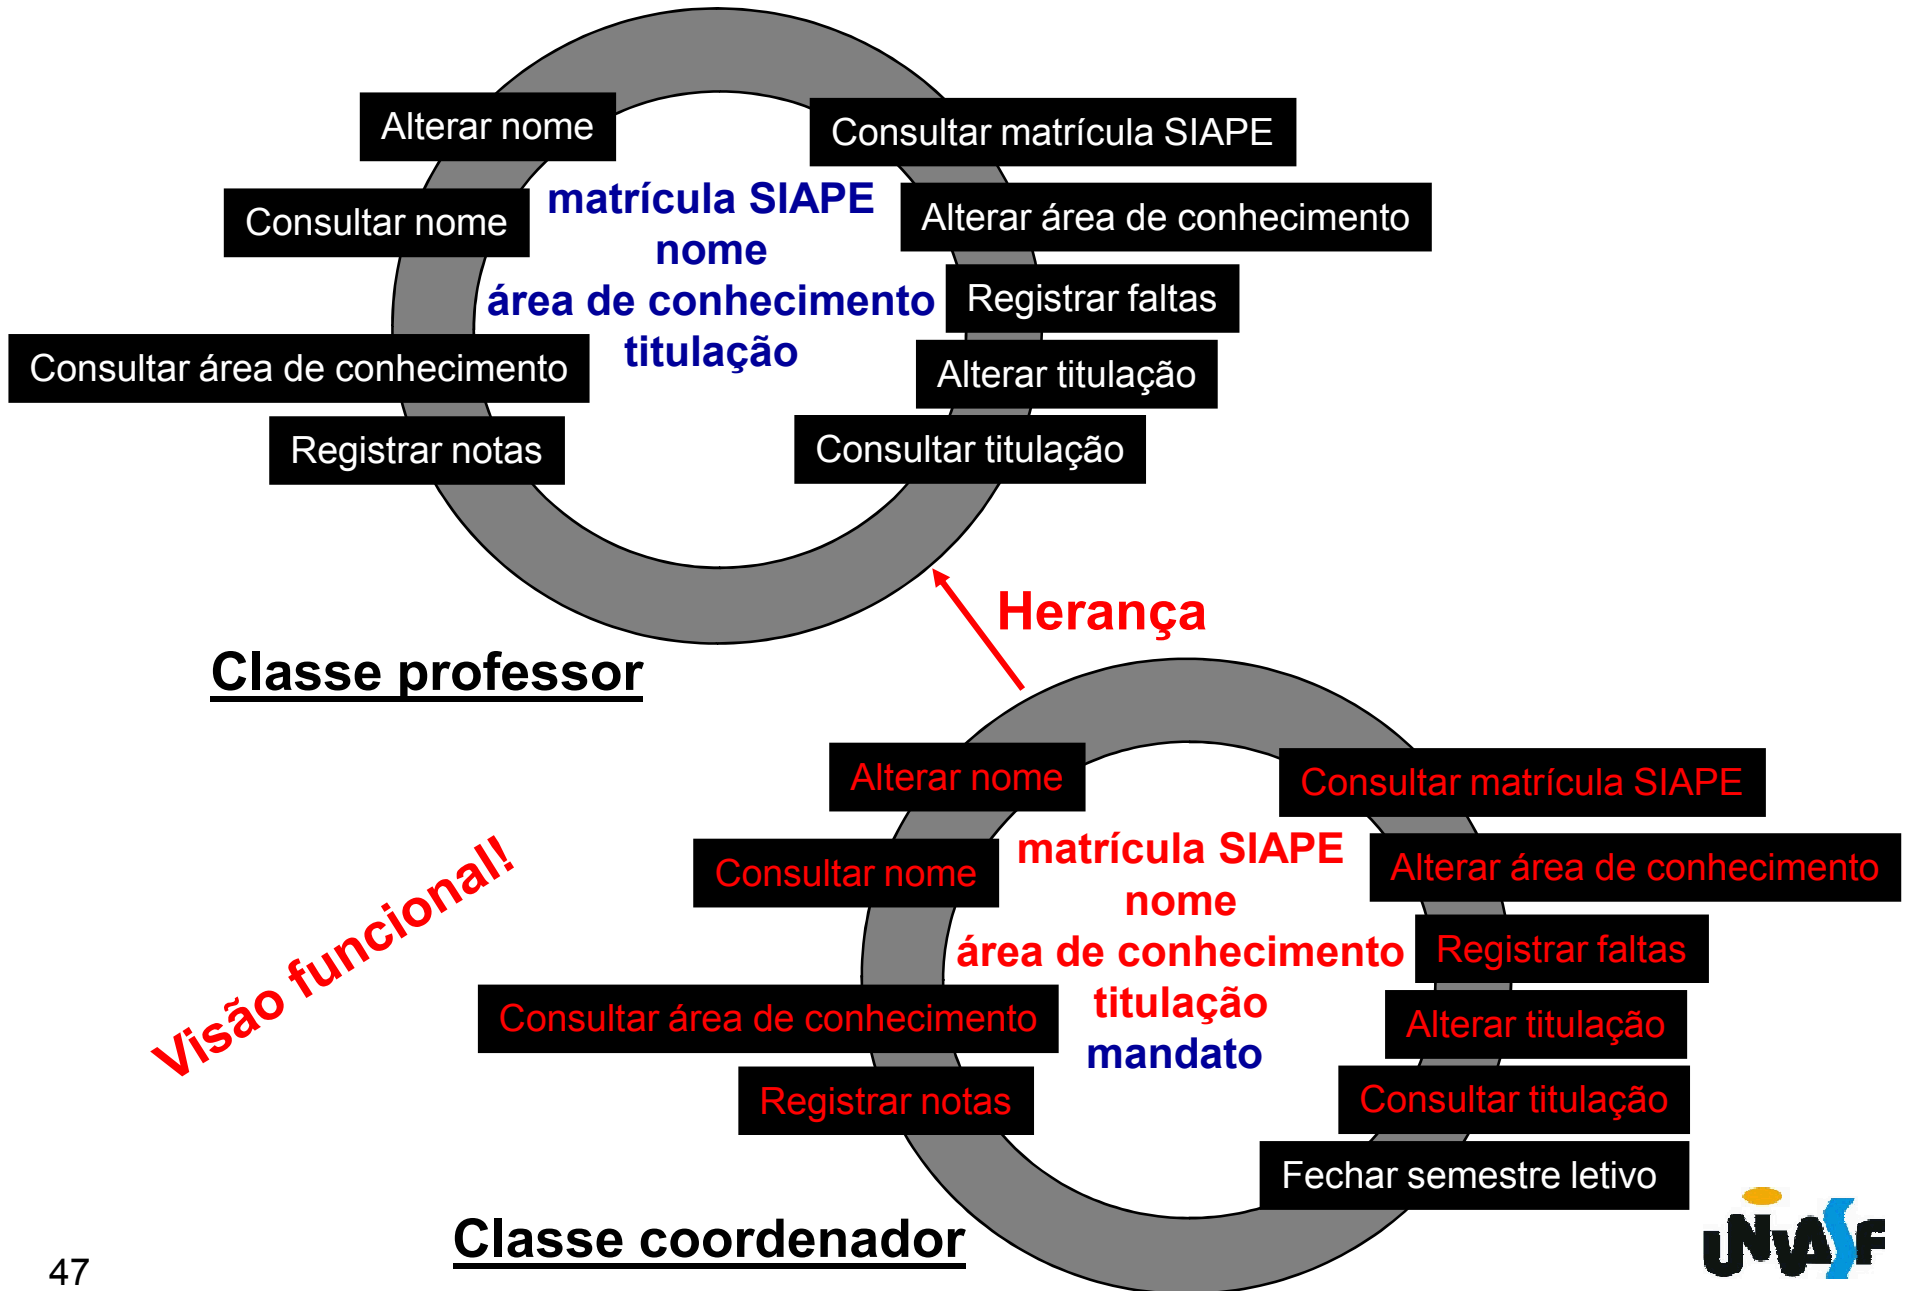 Alterar nome
Consultar matrícula SIAPE
Consultar nome
matrícula SIAPE
nome
área de conhecimento
titulação
Alterar área de conhecimento
Registrar faltas
Consultar área de conhecimento
Alterar titulação
Registrar notas
Consultar titulação
Herança
Classe professor
Alterar nome
Consultar matrícula SIAPE
Consultar nome
matrícula SIAPE
nome
área de conhecimento
titulação
mandato
Alterar área de conhecimento
Registrar faltas
Visão funcional!
Consultar área de conhecimento
Alterar titulação
Registrar notas
Consultar titulação
Fechar semestre letivo
Classe coordenador
47
UNIVASF